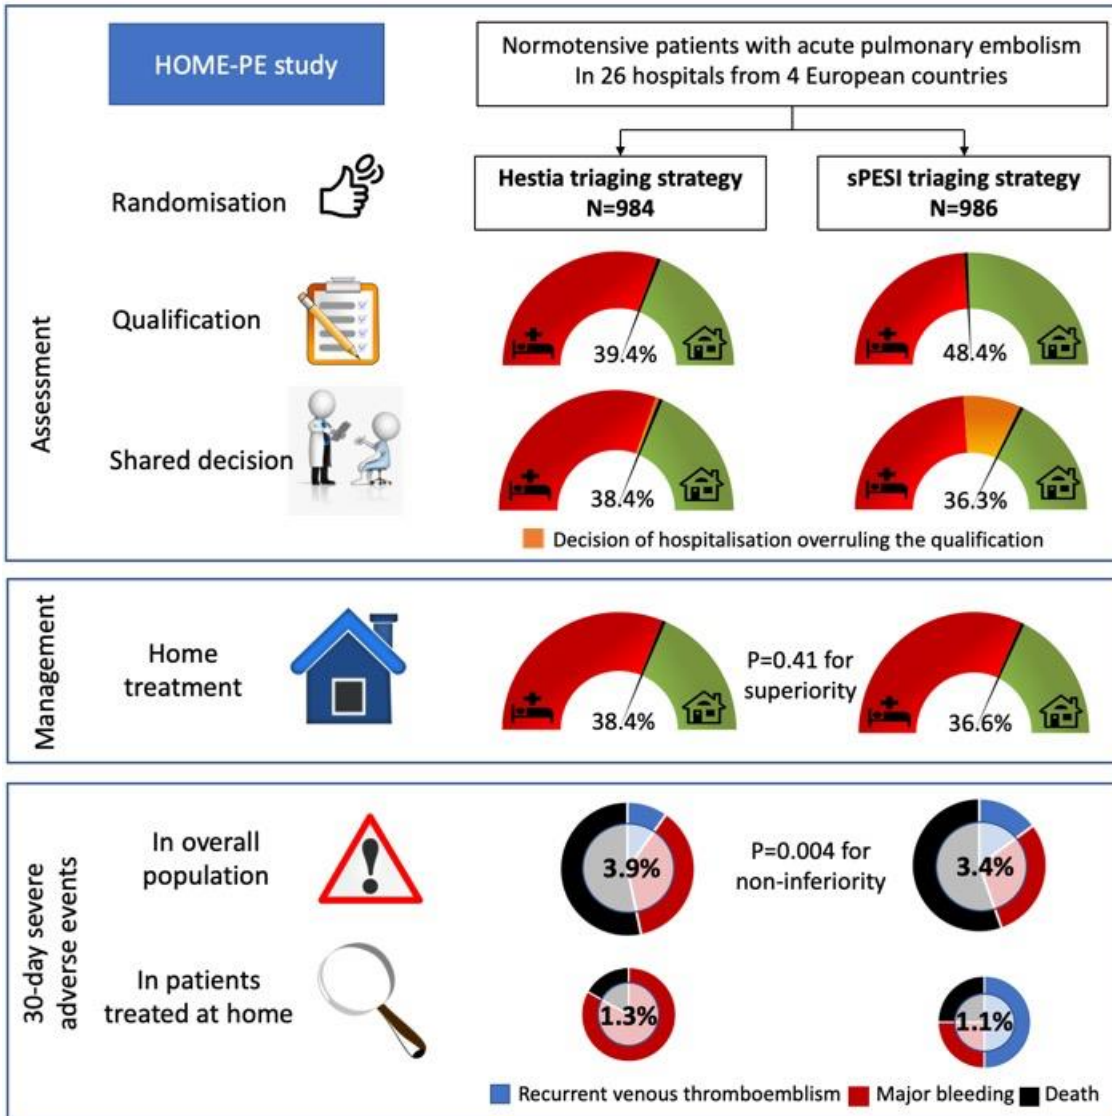 HOME-PE study
Normotensive patients with acute pulmonary embolism
In 26 hospitals from 4 European countries
Assessment
Randomisation
Hestia triaging strategy
N=984
sPESI triaging strategy
N=986
Qualification
39.4%
48.4%
Shared decision
38.4%
36.3%
Decision of hospitalisation overruling the qualification
Management
Home
treatment
38.4%
P=0.41 for
superiority
36.6%
30-day severe
adverse events
In overall
population
3.9%
P=0.004 for
non-inferiority
3.4%
In patients
treated at home
1.3%
1.1%
Recurrent venous thromboemblism
Major bleeding
Death